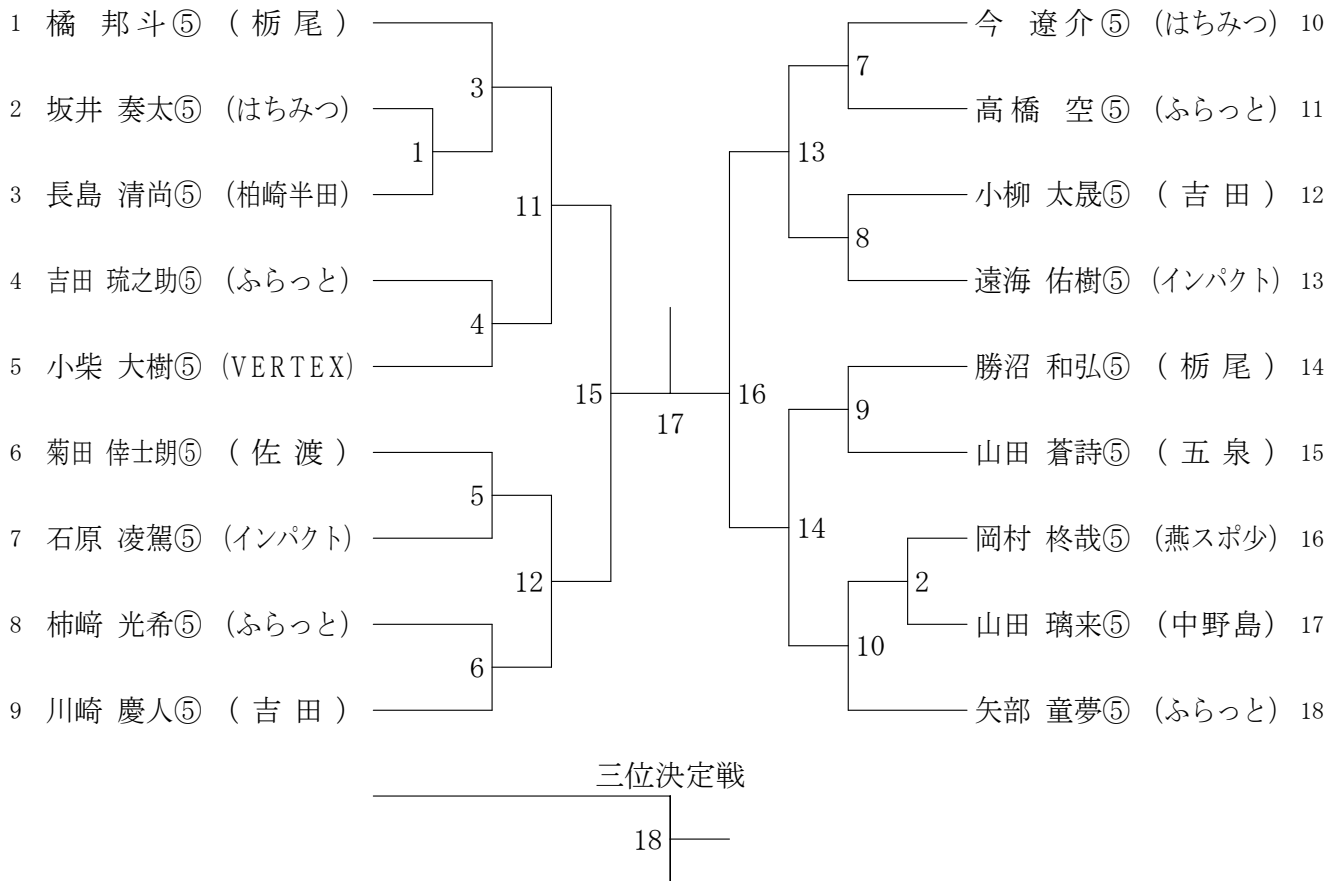 1 橘 邦斗⑤ (栃尾)
2 坂井 奏太⑤ (はちみつ)
3 長島 清尚⑤ (柏崎半田)
4 吉田 琉之助⑤ (ふらっと)
5 小柴 大樹⑤ (VERTEX)
6 菊田 倖士朗⑤ (佐渡)
7 石原 凌駕⑤ (インパクト)
8 柿﨑 光希⑤ (ふらっと)
9 川崎 慶人⑤ (吉田)
3
1
11
4
15
5
12
6
17
今 遼介⑤ (はちみつ) 10
高橋 空⑤ (ふらっと) 11
小柳 太晟⑤ (吉田) 12
遠海 佑樹⑤ (インパクト) 13
勝沼 和弘⑤ (栃尾) 14
山田 蒼詩⑤ (五泉) 15
岡村 柊哉⑤ (燕スポ少) 16
山田 璃来⑤ (中野島) 17
矢部 童夢⑤ (ふらっと) 18
7
13
8
16
9
14
2
10
三位決定戦
18